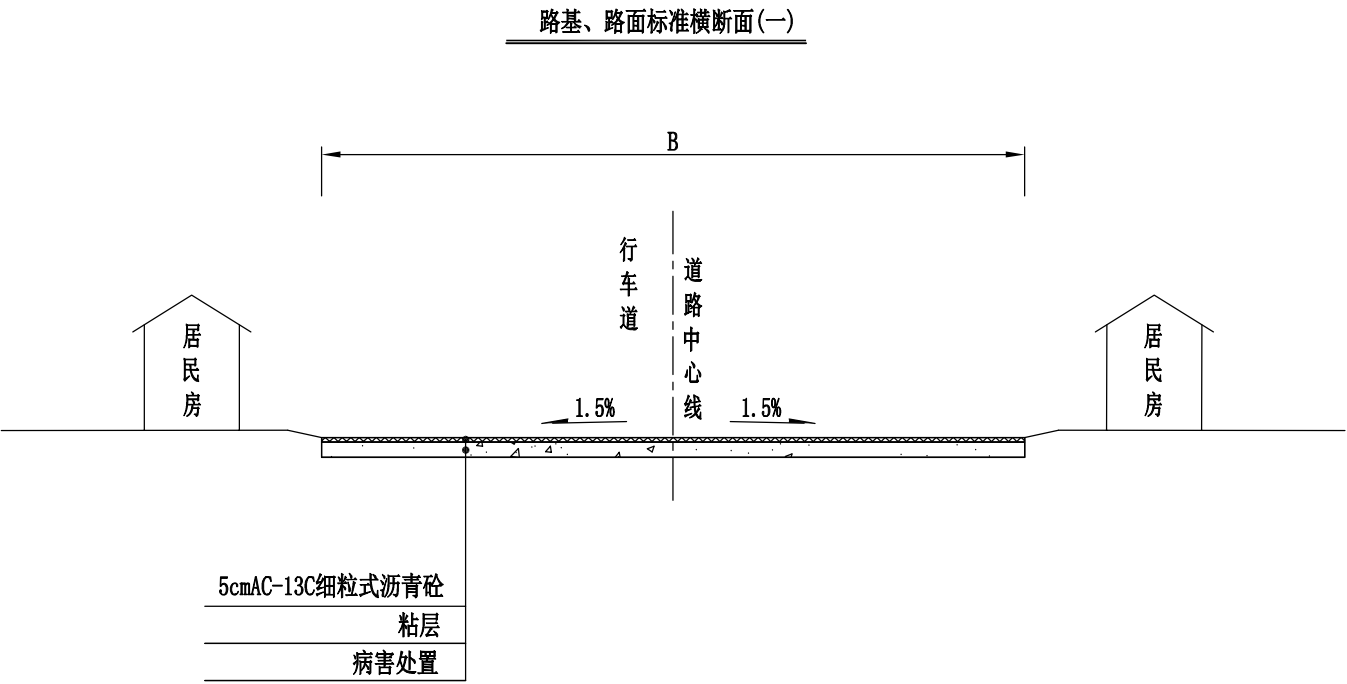 路基、路面标准横断面(一)
B
行车道
道路中心线
居民房
居民房
1.5%
1.5%
5cmAC-13C细粒式沥青砼
粘层
病害处置